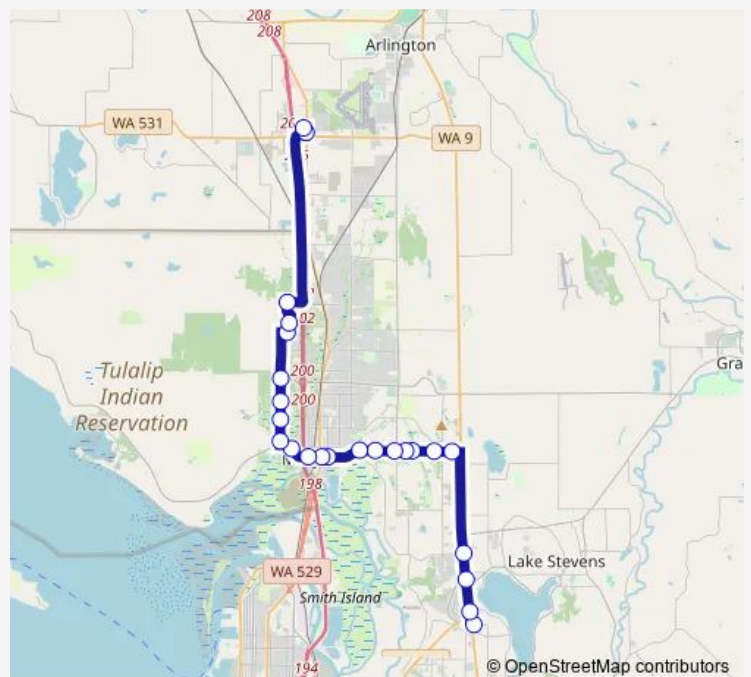 208
208
Arlington
WA 531
20
WA 9
02
Tulalip
Indian
Reservation
200
200
Gra
198
Lake Stevens
WA 529
Smith Island
194
© OpenStreetMap contributors